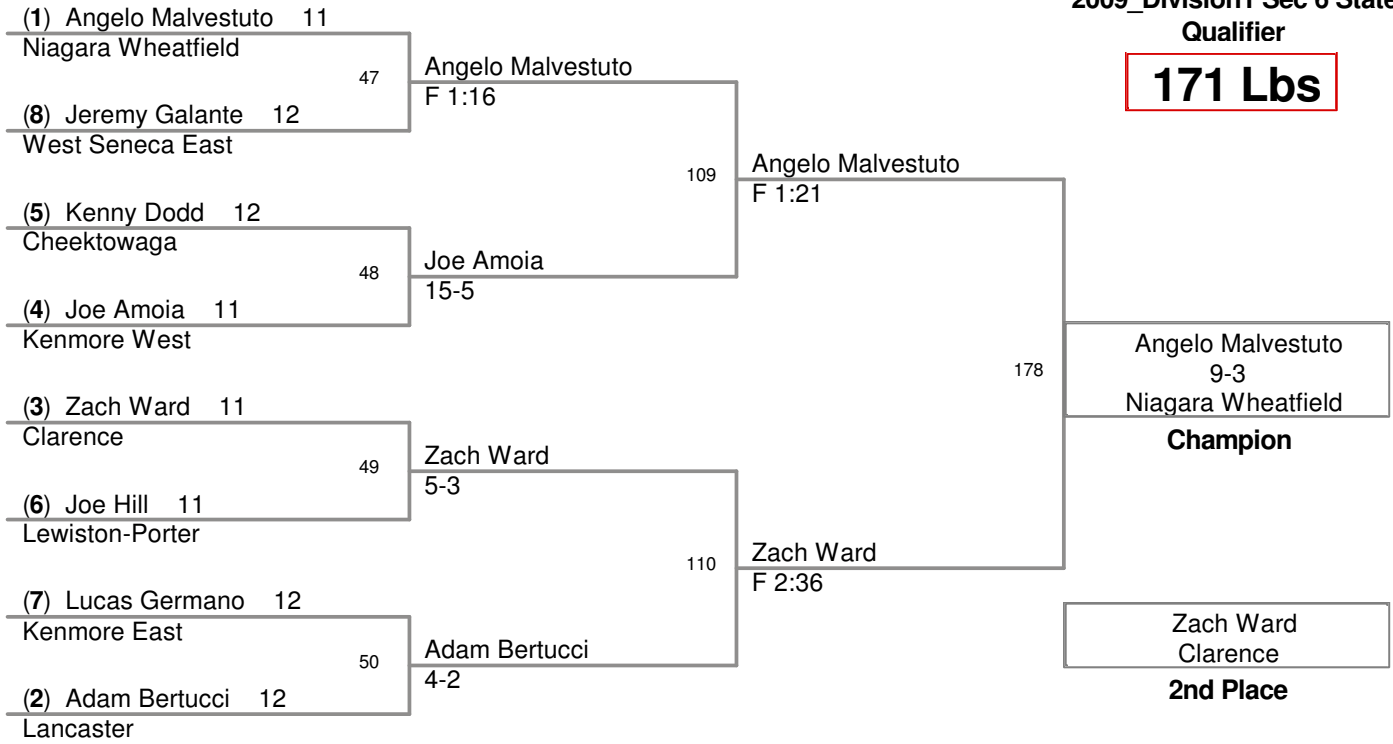 2009_Division1 Sec 6 State
Qualifier
171 Lbs
(1) Angelo Malvestuto 11
Niagara Wheatfield
47
(8) Jeremy Galante 12
West Seneca East
Angelo Malvestuto
F 1:16
(5) Kenny Dodd 12
Cheektowaga
48
(4) Joe Amoia 11
Kenmore West
Joe Amoia
15-5
109
Angelo Malvestuto
F 1:21
(3) Zach Ward 11
Clarence
49
(6) Joe Hill 11
Lewiston-Porter
Zach Ward
5-3
(7) Lucas Germano 12
Kenmore East
50
(2) Adam Bertucci 12
Lancaster
Adam Bertucci
4-2
110
Zach Ward
F 2:36
178
Angelo Malvestuto
9-3
Niagara Wheatfield
Champion
Zach Ward
Clarence
2nd Place